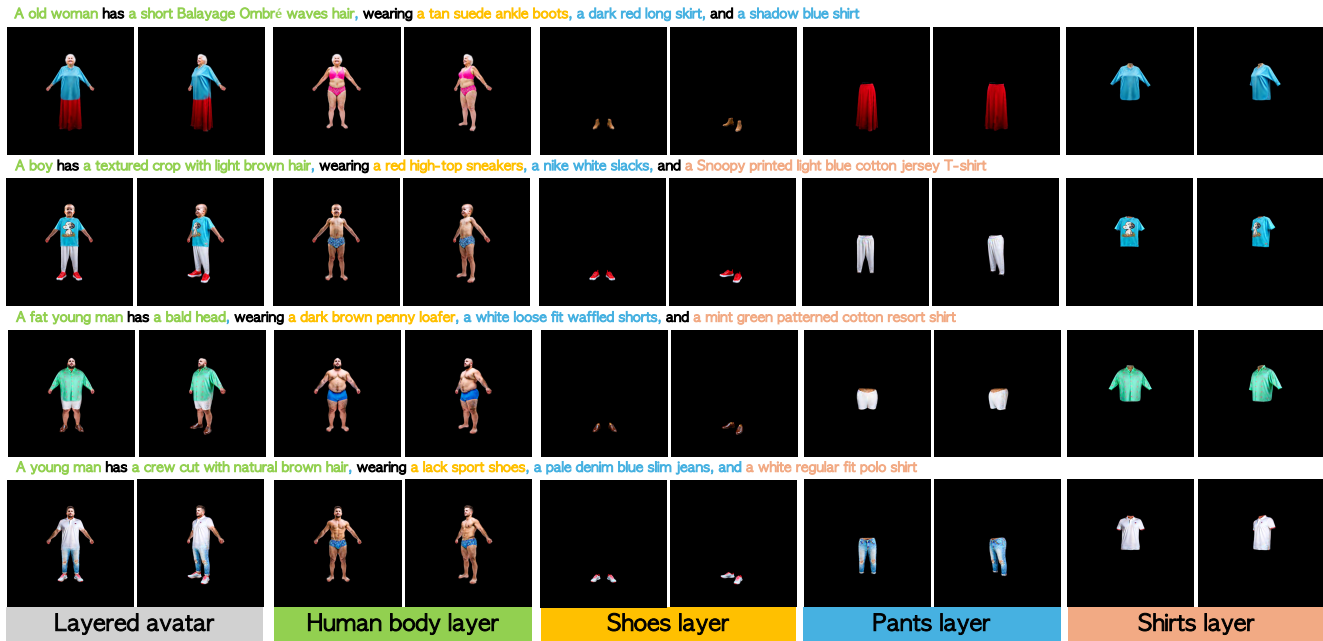 A old woman has a short Balayage Ombré waves hair, wearing a tan suede ankle boots, a dark red long skirt, and a shadow blue shirt
A boy has a textured crop with light brown hair, wearing a red high-top sneakers, a nike white slacks, and a Snoopy printed light blue cotton jersey T-shirt
A fat young man has a bald head, wearing a dark brown penny loafer, a white loose fit waffled shorts, and a mint green patterned cotton resort shirt
A young man has a crew cut with natural brown hair, wearing a lack sport shoes, a pale denim blue slim jeans, and a white regular fit polo shirt
Layered avatar Human body layer Shoes layer Pants layer Shirts layer